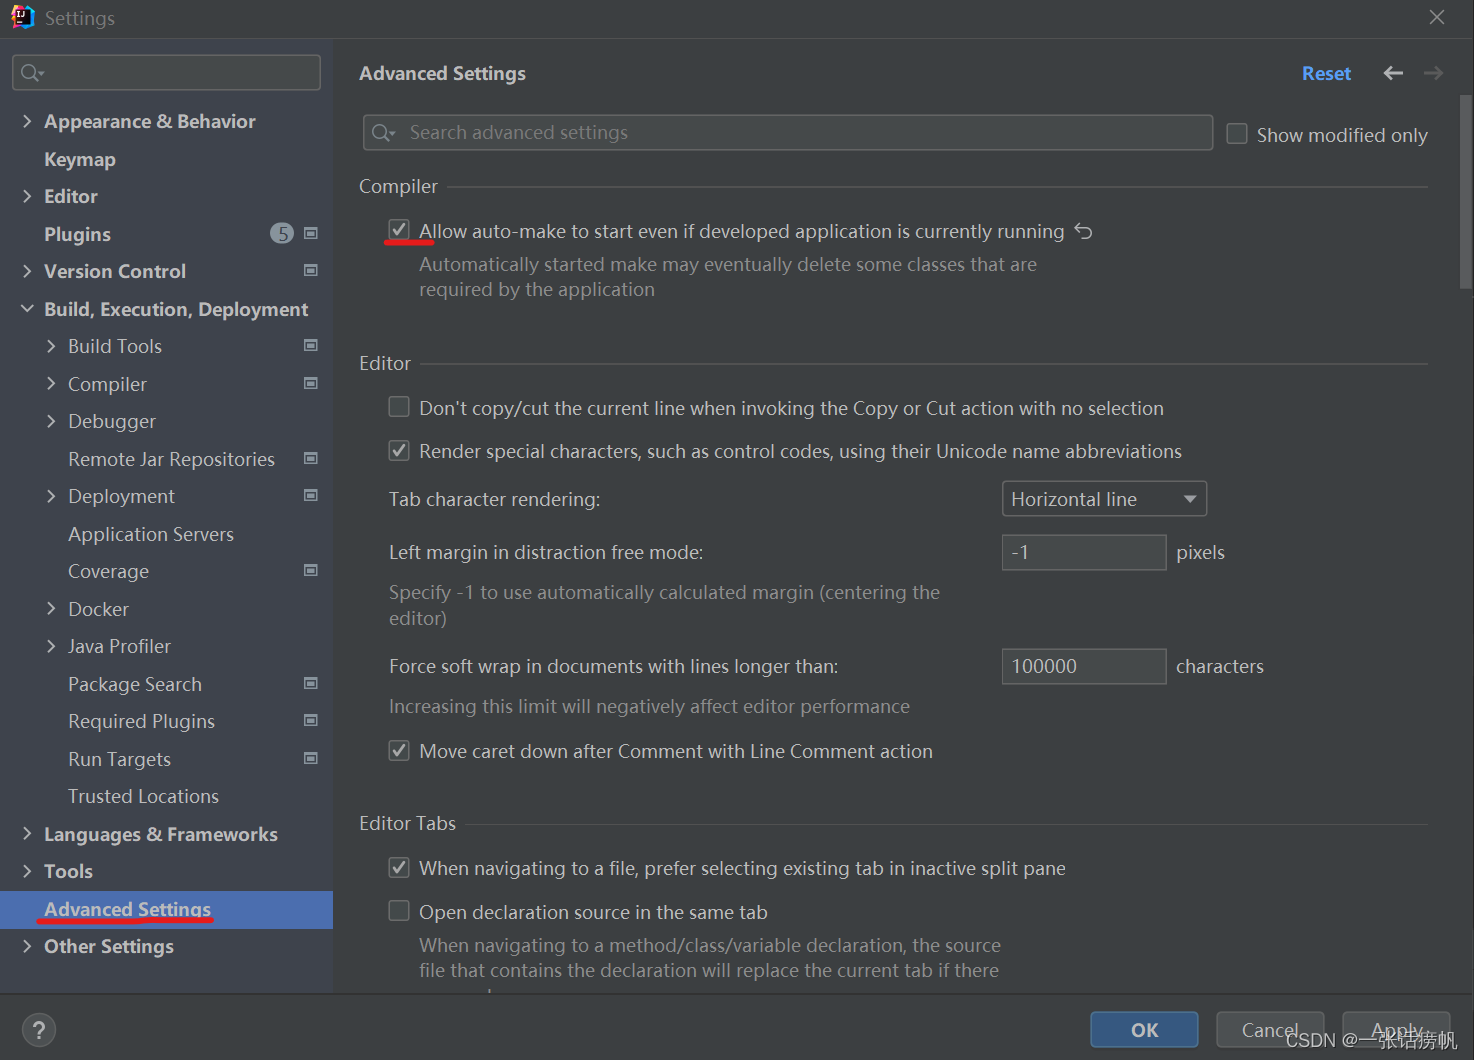 Settings
Appearance & Behavior
Keymap
Editor
Plugins 5
Version Control
Build, Execution, Deployment
Build Tools
Compiler
Debugger
Remote Jar Repositories
Deployment
Application Servers
Coverage
Docker
Java Profiler
Package Search
Required Plugins
Run Targets
Trusted Locations
Languages & Frameworks
Tools
Advanced Settings
Other Settings
Advanced Settings
Reset
Search advanced settings
Show modified only
Compiler
Allow auto-make to start even if developed application is currently running
Automatically started make may eventually delete some classes that are
required by the application
Editor
Don't copy/cut the current line when invoking the Copy or Cut action with no selection
Render special characters, such as control codes, using their Unicode name abbreviations
Tab character rendering: Horizontal line
Left margin in distraction free mode: -1 pixels
Specify -1 to use automatically calculated margin (centering the
editor)
Force soft wrap in documents with lines longer than: 100000 characters
Increasing this limit will negatively affect editor performance
Move caret down after Comment with Line Comment action
Editor Tabs
When navigating to a file, prefer selecting existing tab in inactive split pane
Open declaration source in the same tab
When navigating to a method/class/variable declaration, the source
file that contains the declaration will replace the current tab if there
?
OK
Cancel
Apply
CSDN @一张话滂帆